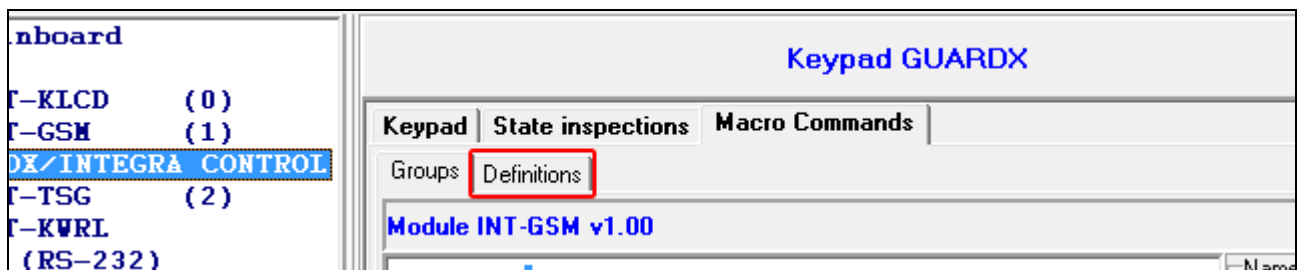 nboard
T-KLCD (0)
T-GSM (1)
DX/INTEGRA CONTROL
T-TSG (2)
T-KWRL
(RS-232)
Keypad GUARDX
Keypad State inspections Macro Commands
Groups Definitions
Module INT-GSM v1.00
Name